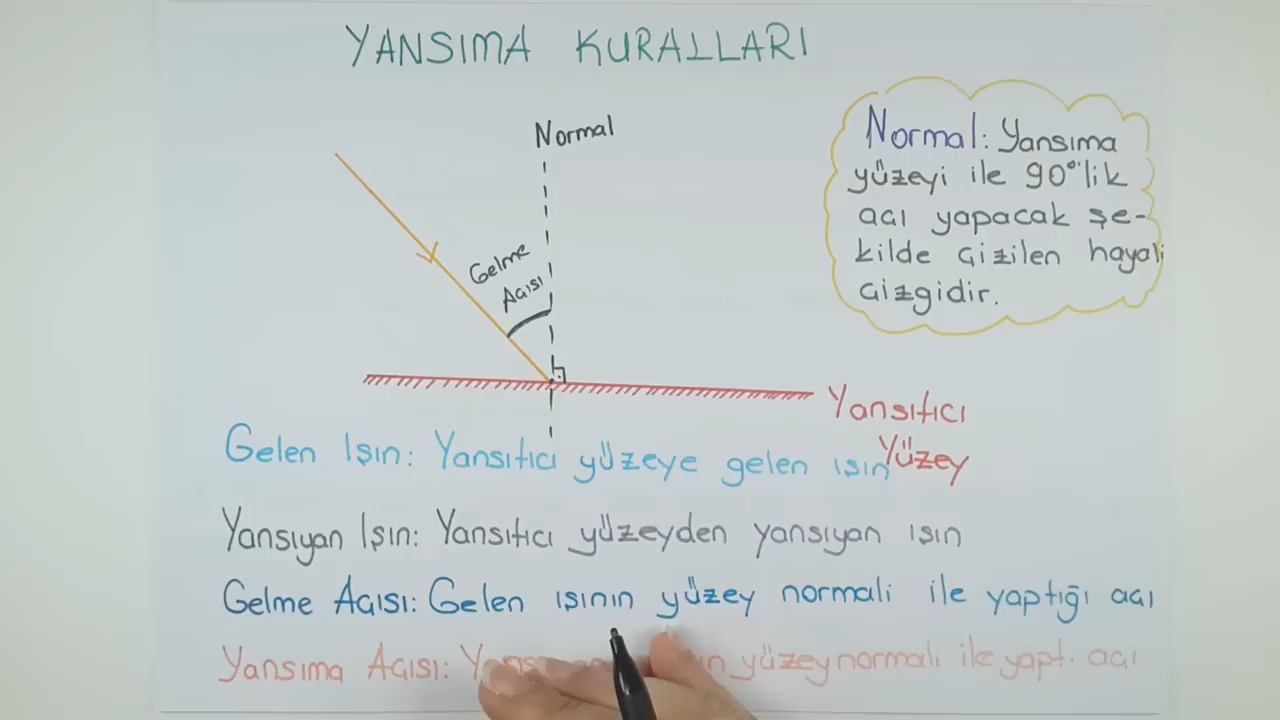 YANSIMA KURALLARI
Normal
Gelme
Açısı
Normal: Yansıma
yüzeyi ile 90°'lik
açı yapacak şe-
kilde çizilen hayali
çizgidir.
Yansıtıcı
Yüzey
Gelen Işın: Yansıtıcı yüzeye gelen ışın
Yansıyan Işın: Yansıtıcı yüzeyden yansıyan ışın
Gelme Açısı: Gelen ışının yüzey normali ile yaptığı açı
Yansıma Açısı: yüzey normali ile yapt. açı